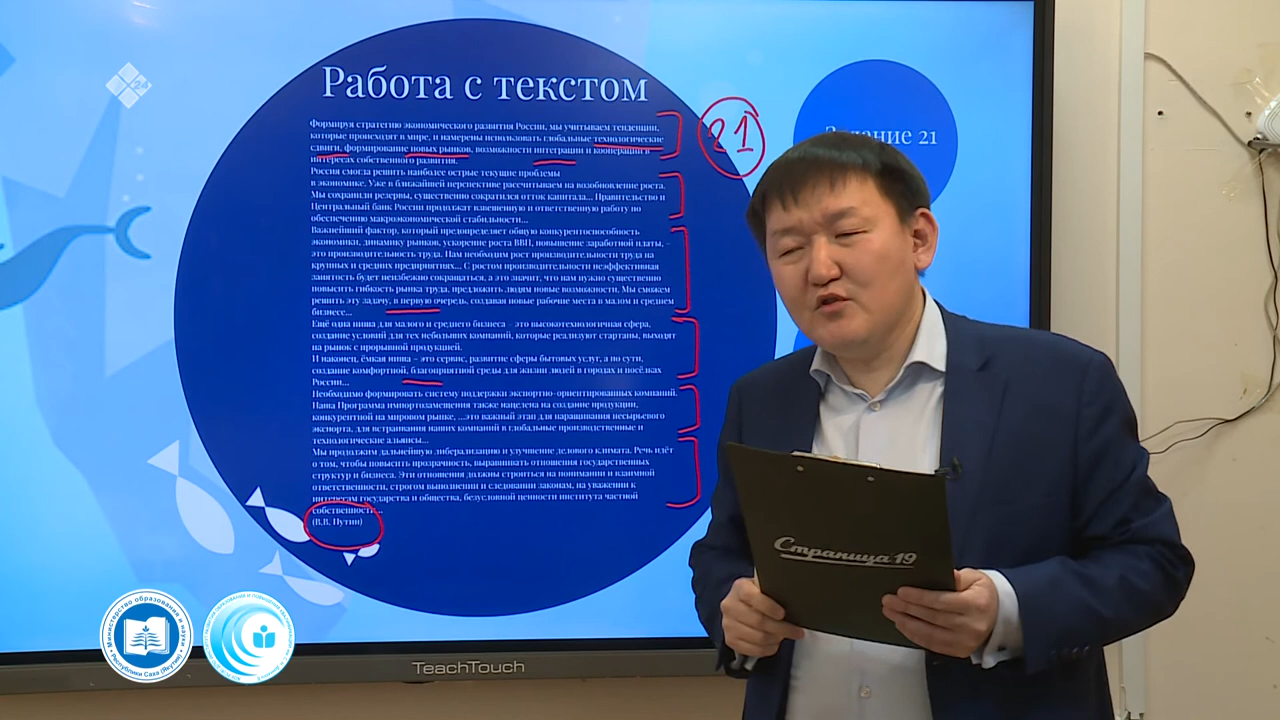 24
Работа с текстом
Формируя стратегию экономического развития России, мы учитываем тенденции,
которые происходят в мире, и намерены использовать глобальные технологические
сдвиги, формирование новых рынков, возможности интеграции и кооперации в
интересах собственного развития.
Россия смогла решить наиболее острые текущие проблемы
в экономике. Уже в ближайшей перспективе рассчитываем на возобновление роста.
Мы сохранили резервы, существенно сократился отток капитала... Правительство и
Центральный банк России продолжат взвешенную и ответственную работу по
обеспечению макроэкономической стабильности...
Важнейший фактор, который предопределяет общую конкурентоспособность
экономики, динамику рынков, ускорение роста ВВП, повышение заработной платы, –
это производительность труда. Нам необходим рост производительности труда на
крупных и средних предприятиях... С ростом производительности неэффективная
занятость будет неизбежно сокращаться, а это значит, что нам нужно существенно
повысить гибкость рынка труда, предложить людям новые возможности. Мы сможем
решить эту задачу, в первую очередь, создавая новые рабочие места в малом и среднем
бизнесе...
Ещё одна ниша для малого и среднего бизнеса – это высокотехнологичная сфера,
создание условий для тех небольших компаний, которые реализуют стартапы, выходят
на рынок с прорывной продукцией.
И наконец, ёмкая ниша – это сервис, развитие сферы бытовых услуг, а по сути,
создание комфортной, благоприятной среды для жизни людей в городах и посёлках
России...
Необходимо формировать систему поддержки экспортно-ориентированных компаний.
Наша Программа импортозамещения также нацелена на создание продукции,
конкурентной на мировом рынке, ...это важный этап для наращивания несырьевого
экспорта, для встраивания наших компаний в глобальные производственные и
технологические альянсы...
Мы продолжим дальнейшую либерализацию и улучшение делового климата. Речь идёт
о том, чтобы повысить прозрачность, выравнивать отношения государственных
структур и бизнеса. Эти отношения должны строиться на понимании и взаимной
ответственности, строгом выполнении и следовании законам, на уважении к
интересам государства и общества, безусловной ценности института частной
собственности...
(В.В. Путин)
21
Задание 21
Страница 19
Министерство образования и науки
Республики Саха (Якутия)
TeachTouch